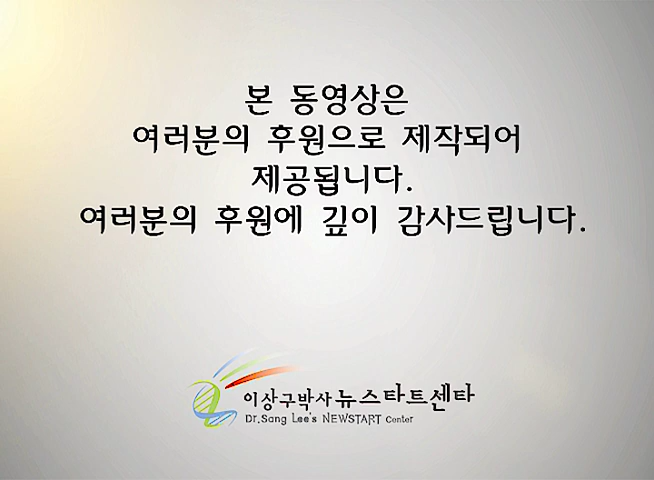 본 동영상은
여러분의 후원으로 제작되어
제공됩니다.
여러분의 후원에 깊이 감사드립니다.
이상구박사 뉴스타트센타
Dr.Sang Lee's NEWSTART Center